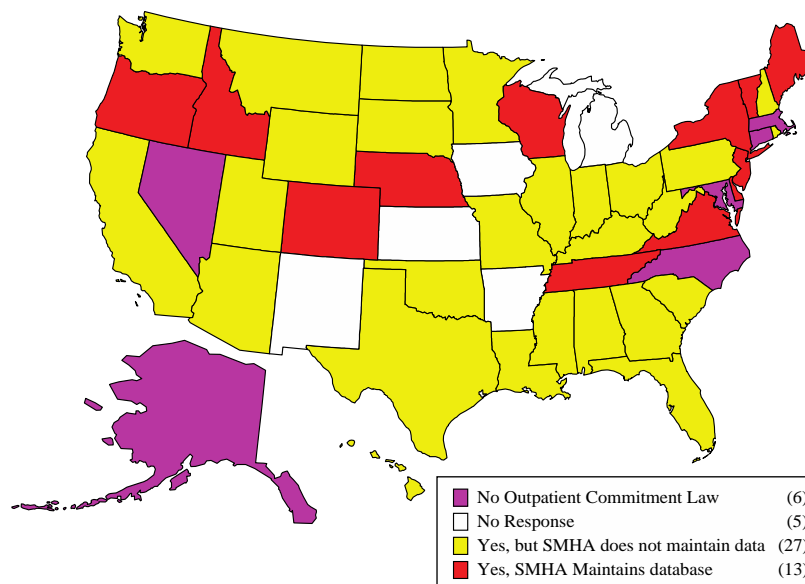 No Outpatient Commitment Law (6)
No Response (5)
Yes, but SMHA does not maintain data (27)
Yes, SMHA Maintains database (13)